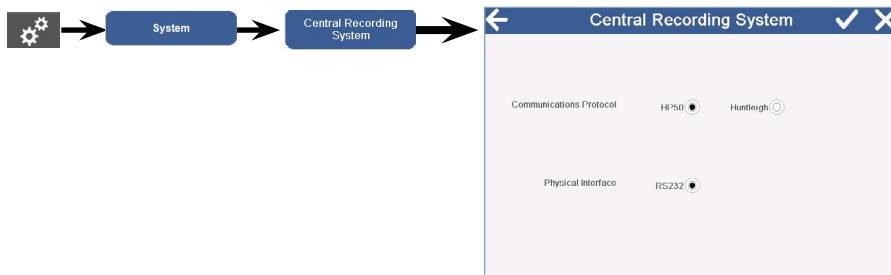 System
Central Recording
System
Central Recording System
Communications Protocol HP50 Huntleigh
Physical Interface RS232